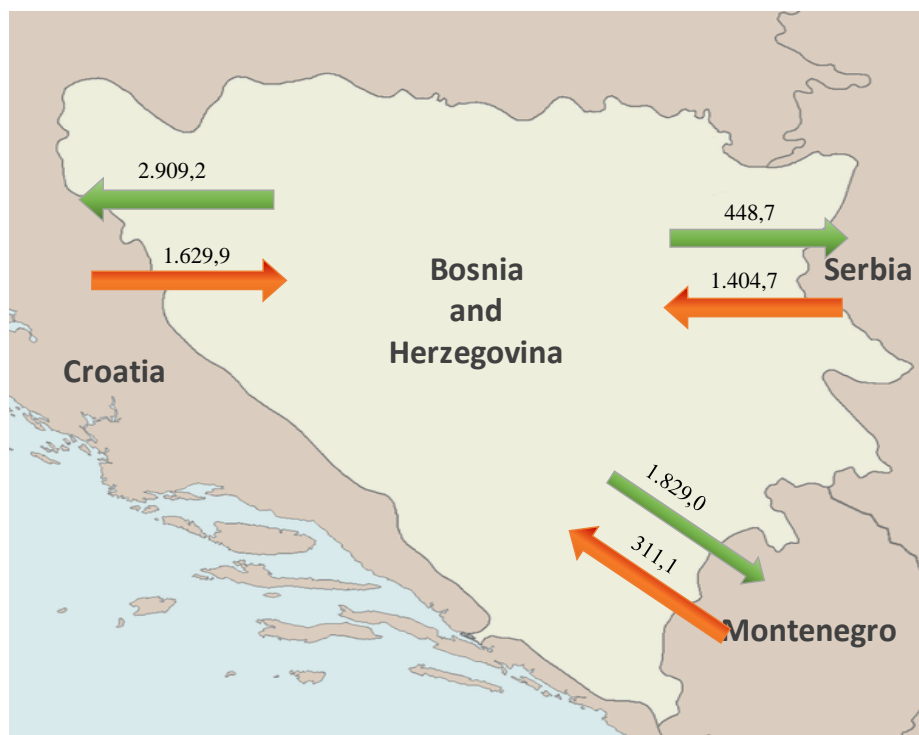 2.909,2
448,7
1.629,9
Bosnia
and
Herzegovina
Serbia
1.404,7
Croatia
1.829,0
311,1
Montenegro